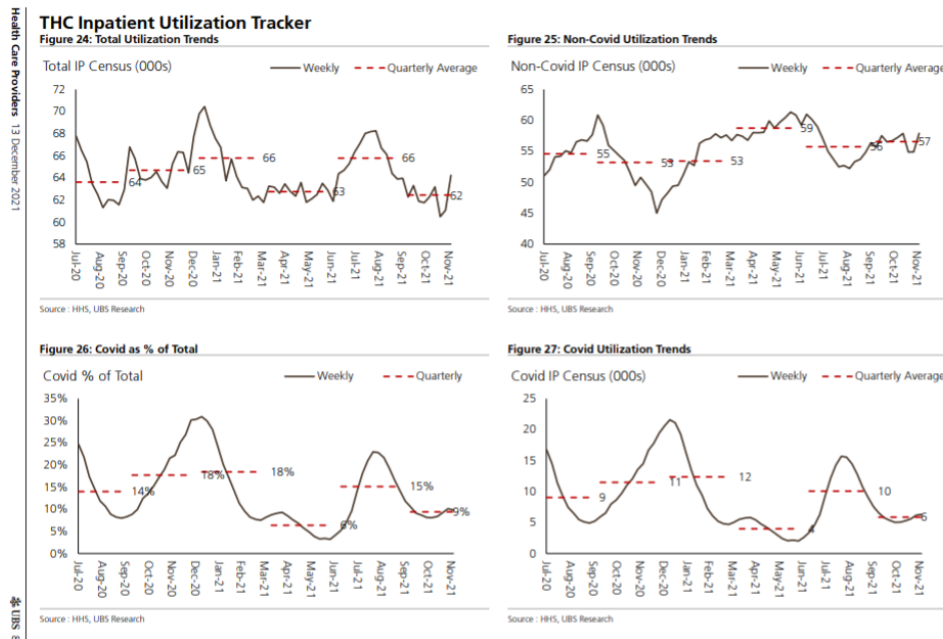 Health Care Providers 13 December 2021
THC Inpatient Utilization Tracker
Figure 24: Total Utilization Trends
Total IP Census (000s)
Weekly
Quarterly Average
72
70
68
66
64
62
60
58
64
65
66
63
66
62
Jul-20
Aug-20
Sep-20
Oct-20
Nov-20
Dec-20
Jan-21
Feb-21
Mar-21
Apr-21
May-21
Jun-21
Jul-21
Aug-21
Sep-21
Oct-21
Nov-21
Source : HHS, UBS Research
Figure 25: Non-Covid Utilization Trends
Non-Covid IP Census (000s)
Weekly
Quarterly Average
65
60
55
50
45
40
55
53
53
59
56
57
Jul-20
Aug-20
Sep-20
Oct-20
Nov-20
Dec-20
Jan-21
Feb-21
Mar-21
Apr-21
May-21
Jun-21
Jul-21
Aug-21
Sep-21
Oct-21
Nov-21
Source : HHS, UBS Research
Figure 26: Covid as % of Total
Covid % of Total
Weekly
Quarterly
35%
30%
25%
20%
15%
10%
5%
0%
14%
18%
18%
6%
15%
9%
Jul-20
Aug-20
Sep-20
Oct-20
Nov-20
Dec-20
Jan-21
Feb-21
Mar-21
Apr-21
May-21
Jun-21
Jul-21
Aug-21
Sep-21
Oct-21
Nov-21
Source : HHS, UBS Research
Figure 27: Covid Utilization Trends
Covid IP Census (000s)
Weekly
Quarterly Average
25
20
15
10
5
0
9
11
12
4
10
6
Jul-20
Aug-20
Sep-20
Oct-20
Nov-20
Dec-20
Jan-21
Feb-21
Mar-21
Apr-21
May-21
Jun-21
Jul-21
Aug-21
Sep-21
Oct-21
Nov-21
Source : HHS, UBS Research
UBS